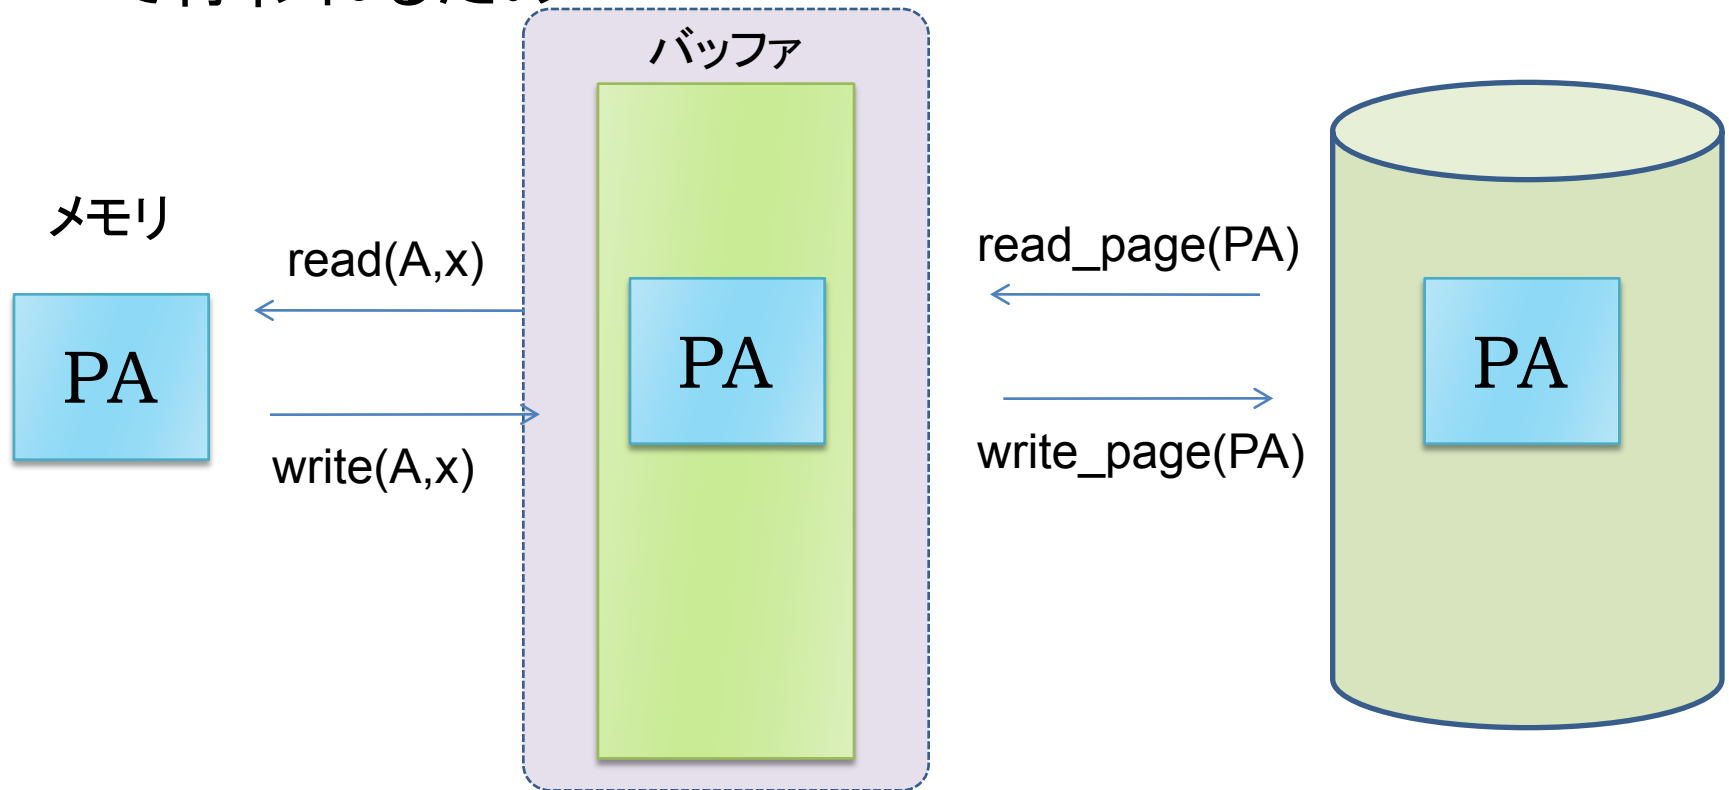 バッファ
メモリ
read(A,x)
read_page(PA)
PA
PA
PA
write(A,x)
write_page(PA)